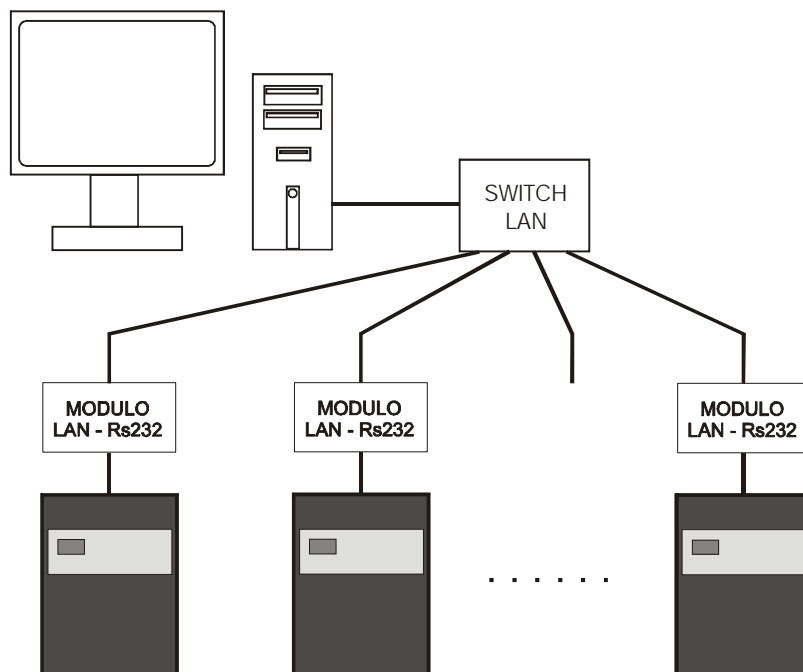 SWITCH
LAN
MODULO
LAN - Rs232
MODULO
LAN - Rs232
MODULO
LAN - Rs232